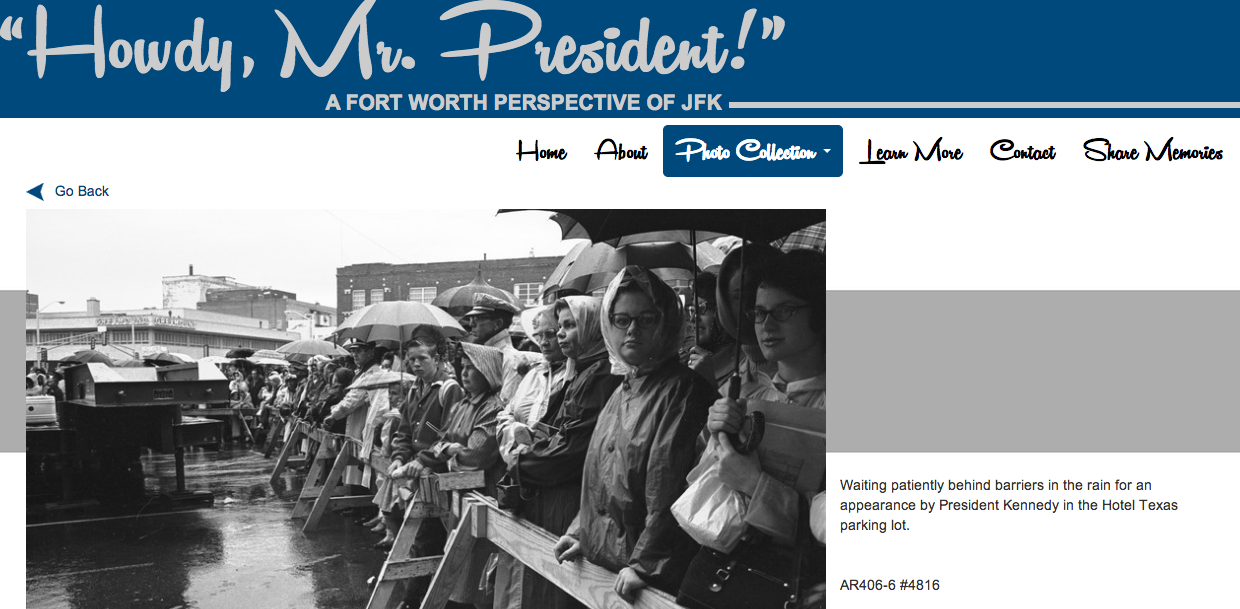 “Howdy, Mr. President!”
A FORT WORTH PERSPECTIVE OF JFK
Home About Photo Collection Learn More Contact Share Memories
Go Back
Waiting patiently behind barriers in the rain for an
appearance by President Kennedy in the Hotel Texas
parking lot.
AR406-6 #4816